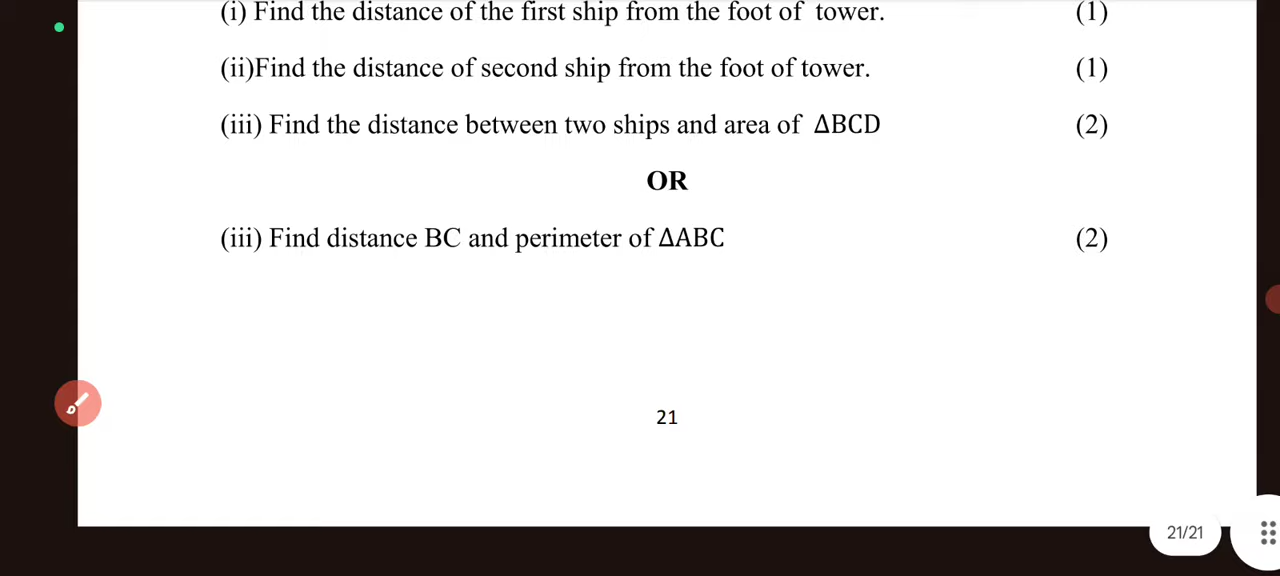 (i) Find the distance of the first ship from the foot of tower. (1)
(ii)Find the distance of second ship from the foot of tower. (1)
(iii) Find the distance between two ships and area of ΔBCD (2)
OR
(iii) Find distance BC and perimeter of ΔABC (2)
21
21/21